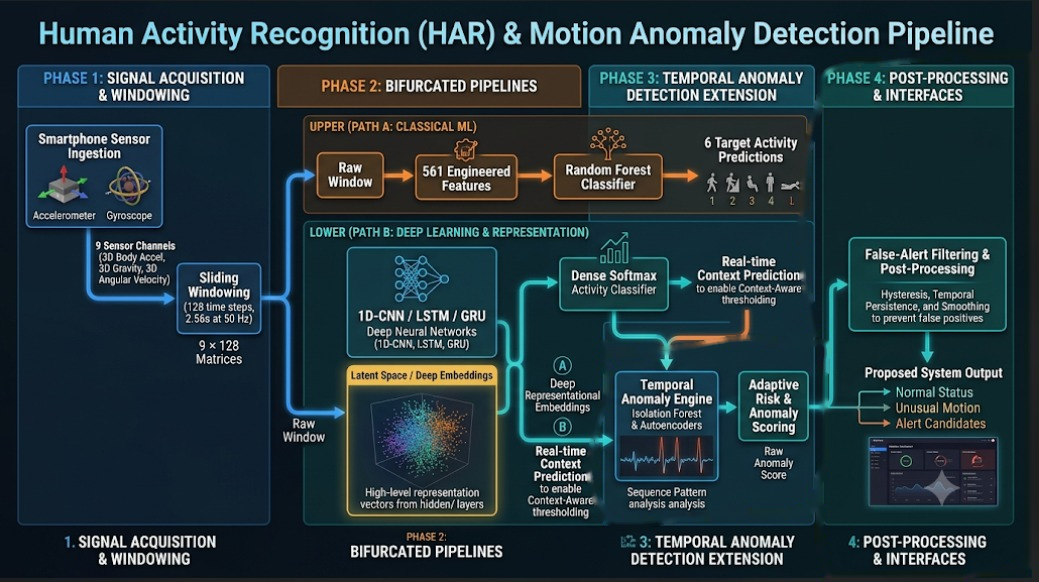 Human Activity Recognition (HAR) & Motion Anomaly Detection Pipeline
PHASE 1: SIGNAL ACQUISITION
& WINDOWING
Smartphone Sensor
Ingestion
Accelerometer
Gyroscope
9 Sensor Channels
(3D Body Accel,
3D Gravity, 3D
Angular Velocity)
Sliding
Windowing
(128 time steps,
2.56s at 50 Hz)
9 × 128
Matrices
1. SIGNAL ACQUISITION
& WINDOWING
PHASE 2: BIFURCATED PIPELINES
UPPER (PATH A: CLASSICAL ML)
Raw
Window
561 Engineered
Features
Random Forest
Classifier
6 Target Activity
Predictions
1 2 3 4 L
LOWER (PATH B: DEEP LEARNING & REPRESENTATION)
1D-CNN / LSTM / GRU
Deep Neural Networks
(1D-CNN, LSTM, GRU)
Raw
Window
Latent Space / Deep Embeddings
High-level representation
vectors from hidden/ layers
A
Deep
Representational
Embeddings
B
Real-time
Context
Prediction
to enable
Context-Aware
thresholding
PHASE 2:
BIFURCATED PIPELINES
PHASE 3: TEMPORAL ANOMALY
DETECTION EXTENSION
Dense Softmax
Activity Classifier
Real-time
Context Prediction
to enable Context-Aware
thresholding
Temporal
Anomaly Engine
Isolation Forest
& Autoencoders
Sequence Pattern
analysis analysis
Adaptive
Risk &
Anomaly
Scoring
Raw
Anomaly
Score
3: TEMPORAL ANOMALY
DETECTION EXTENSION
PHASE 4: POST-PROCESSING
& INTERFACES
False-Alert Filtering &
Post-Processing
Hysteresis, Temporal
Persistence, and Smoothing
to prevent false positives
Proposed System Output
Normal Status
Unusual Motion
Alert Candidates
4: POST-PROCESSING
& INTERFACES